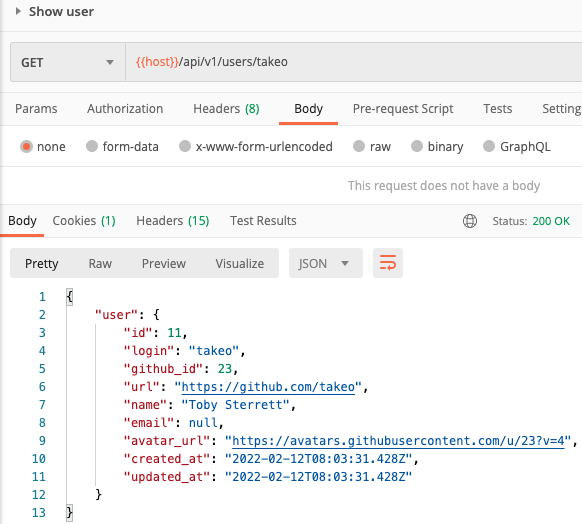 Show user
GET {{host}}/api/v1/users/takeo
Params Authorization Headers (8) Body Pre-request Script Tests Setting
none form-data x-www-form-urlencoded raw binary GraphQL
This request does not have a body
Body Cookies (1) Headers (15) Test Results Status: 200 OK
Pretty Raw Preview Visualize JSON
1 {
2 "user": {
3 "id": 11,
4 "login": "takeo",
5 "github_id": 23,
6 "url": "https://github.com/takeo",
7 "name": "Toby Sterrett",
8 "email": null,
9 "avatar_url": "https://avatars.githubusercontent.com/u/23?v=4",
10 "created_at": "2022-02-12T08:03:31.428Z",
11 "updated_at": "2022-02-12T08:03:31.428Z"
12 }
13 }